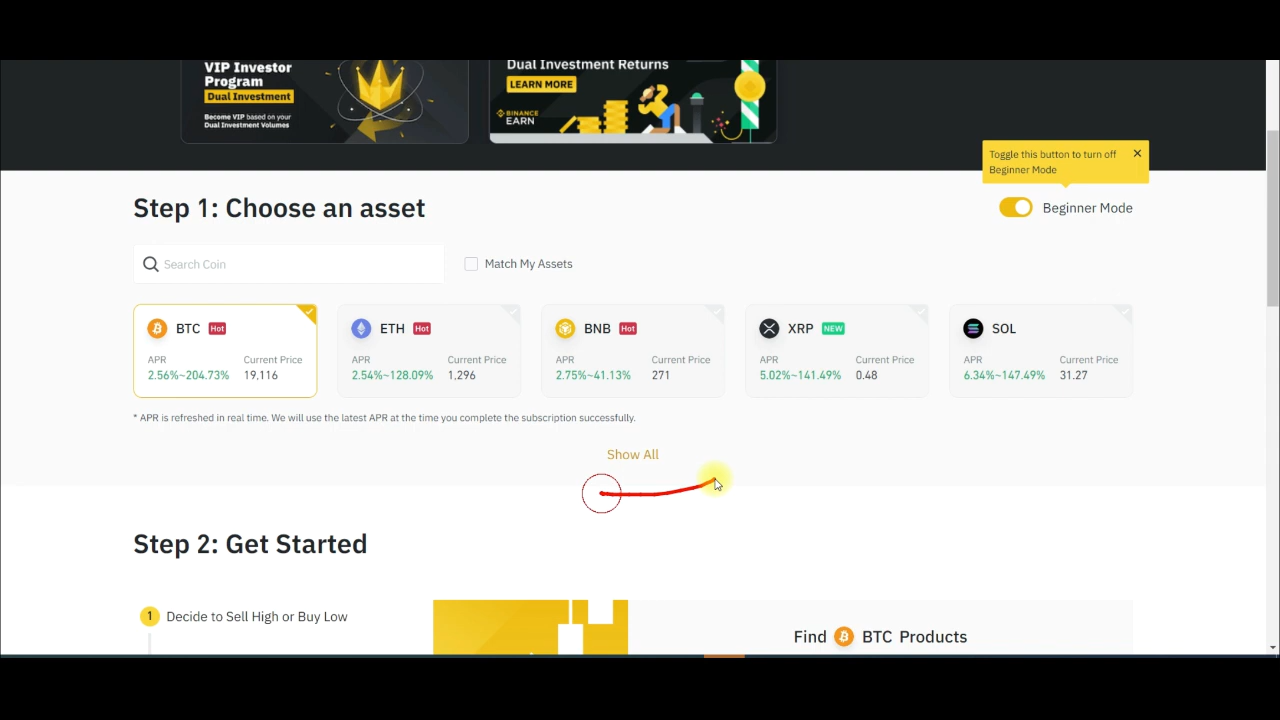 VIP Investor
Program
Dual Investment
Become VIP based on your
Dual Investment Volumes
Dual Investment Returns
LEARN MORE
BINANCE
EARN
Toggle this button to turn off
Beginner Mode
Step 1: Choose an asset
Beginner Mode
Search Coin
Match My Assets
BTC Hot
APR Current Price
2.56%~204.73% 19,116
ETH Hot
APR Current Price
2.54%~128.09% 1,296
BNB Hot
APR Current Price
2.75%~41.13% 271
XRP NEW
APR Current Price
5.02%~141.49% 0.48
SOL
APR Current Price
6.34%~147.49% 31.27
* APR is refreshed in real time. We will use the latest APR at the time you complete the subscription successfully.
Show All
Step 2: Get Started
1 Decide to Sell High or Buy Low
Find BTC Products